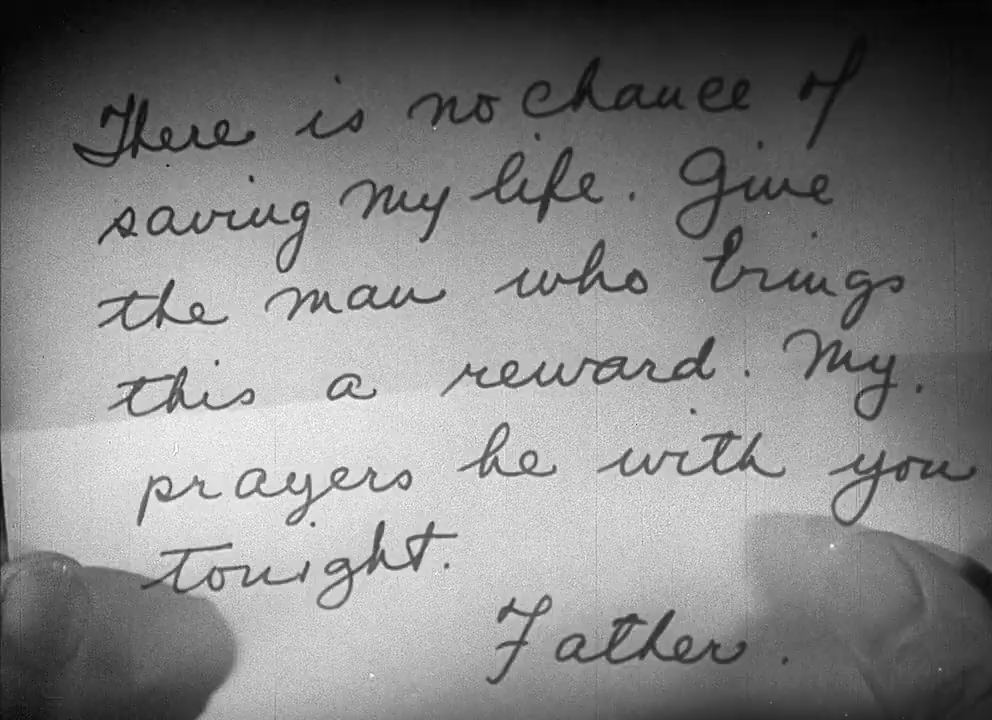 There is no chance of
saving my life. Give
the man who brings
this a reward. My
prayers be with you
tonight.
Father.